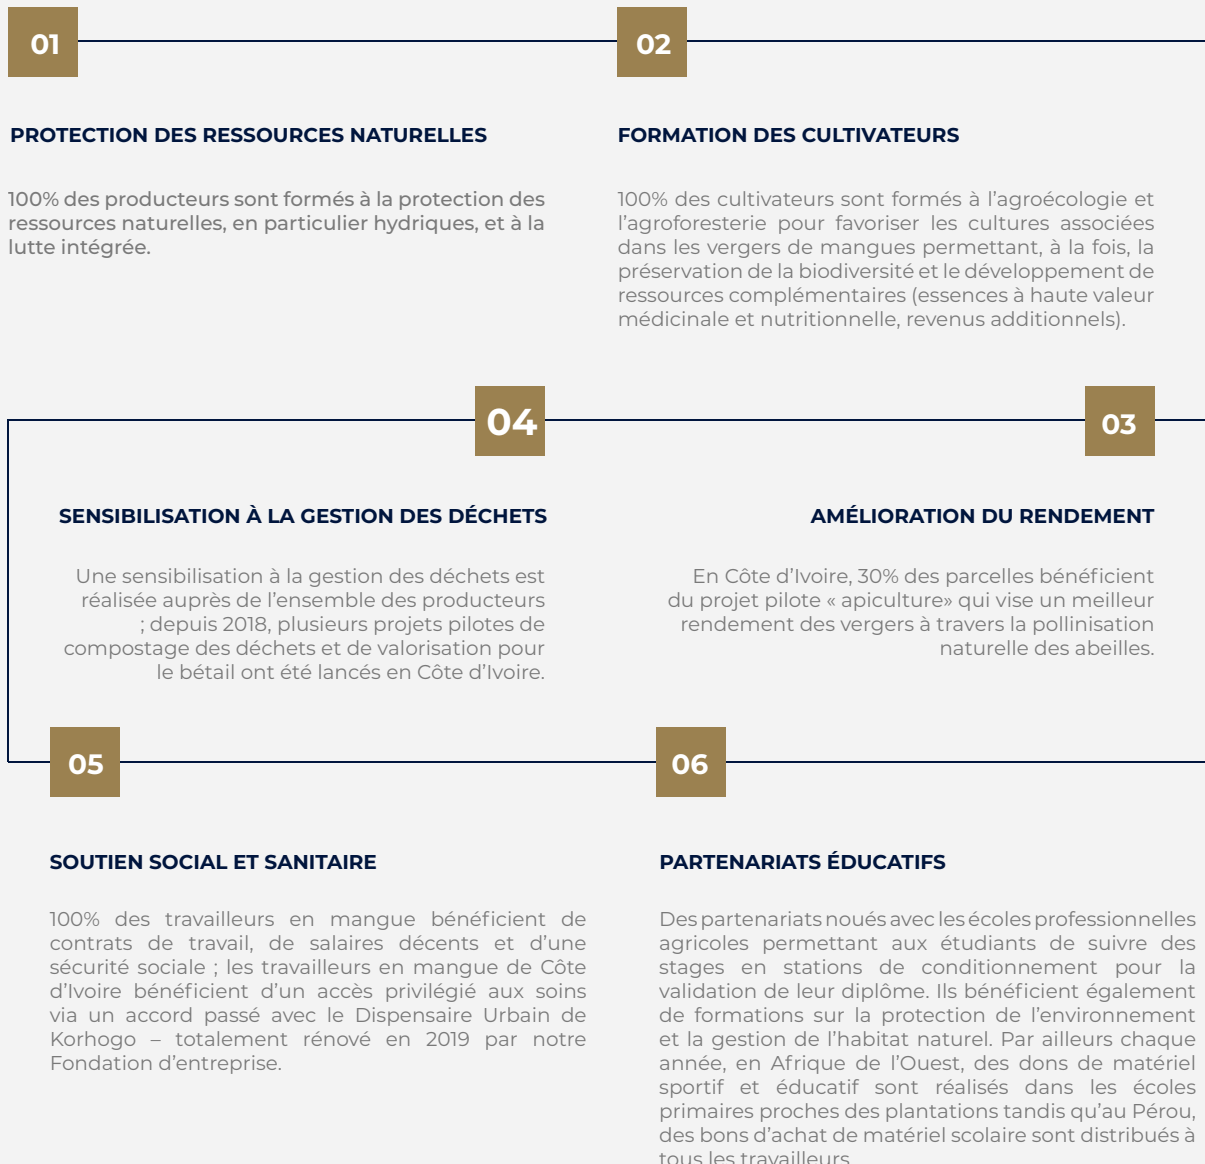 01
PROTECTION DES RESSOURCES NATURELLES
100% des producteurs sont formés à la protection des
ressources naturelles, en particulier hydriques, et à la
lutte intégrée.
02
FORMATION DES CULTIVATEURS
100% des cultivateurs sont formés à l’agroécologie et
l’agroforesterie pour favoriser les cultures associées
dans les vergers de mangues permettant, à la fois, la
préservation de la biodiversité et le développement de
ressources complémentaires (essences à haute valeur
médicinale et nutritionnelle, revenus additionnels).
03
AMÉLIORATION DU RENDEMENT
En Côte d’Ivoire, 30% des parcelles bénéficient
du projet pilote « apiculture» qui vise un meilleur
rendement des vergers à travers la pollinisation
naturelle des abeilles.
04
SENSIBILISATION À LA GESTION DES DÉCHETS
Une sensibilisation à la gestion des déchets est
réalisée auprès de l’ensemble des producteurs
; depuis 2018, plusieurs projets pilotes de
compostage des déchets et de valorisation pour
le bétail ont été lancés en Côte d’Ivoire.
05
SOUTIEN SOCIAL ET SANITAIRE
100% des travailleurs en mangue bénéficient de
contrats de travail, de salaires décents et d’une
sécurité sociale ; les travailleurs en mangue de Côte
d’Ivoire bénéficient d’un accès privilégié aux soins
via un accord passé avec le Dispensaire Urbain de
Korhogo – totalement rénové en 2019 par notre
Fondation d’entreprise.
06
PARTENARIATS ÉDUCATIFS
Des partenariats noués avec les écoles professionnelles
agricoles permettant aux étudiants de suivre des
stages en stations de conditionnement pour la
validation de leur diplôme. Ils bénéficient également
de formations sur la protection de l’environnement
et la gestion de l’habitat naturel. Par ailleurs chaque
année, en Afrique de l’Ouest, des dons de matériel
sportif et éducatif sont réalisés dans les écoles
primaires proches des plantations tandis qu’au Pérou,
des bons d’achat de matériel scolaire sont distribués à
tous les travailleurs.